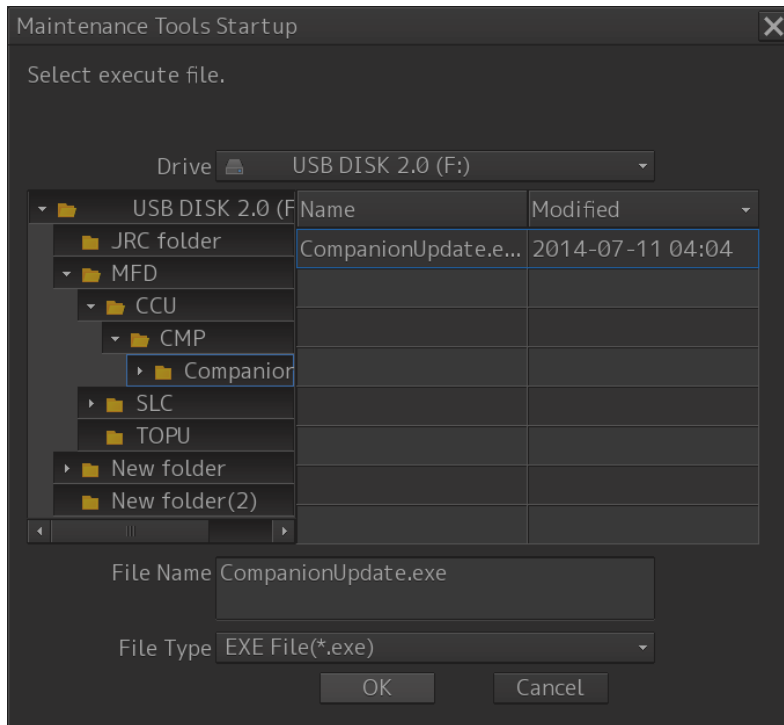 Maintenance Tools Startup
Select execute file.
Drive USB DISK 2.0 (F:)
USB DISK 2.0 (F
Name Modified
JRC folder
CompanionUpdate.e... 2014-07-11 04:04
MFD
CCU
CMP
Companion
SLC
TOPU
New folder
New folder(2)
File Name CompanionUpdate.exe
File Type EXE File(*.exe)
OK Cancel